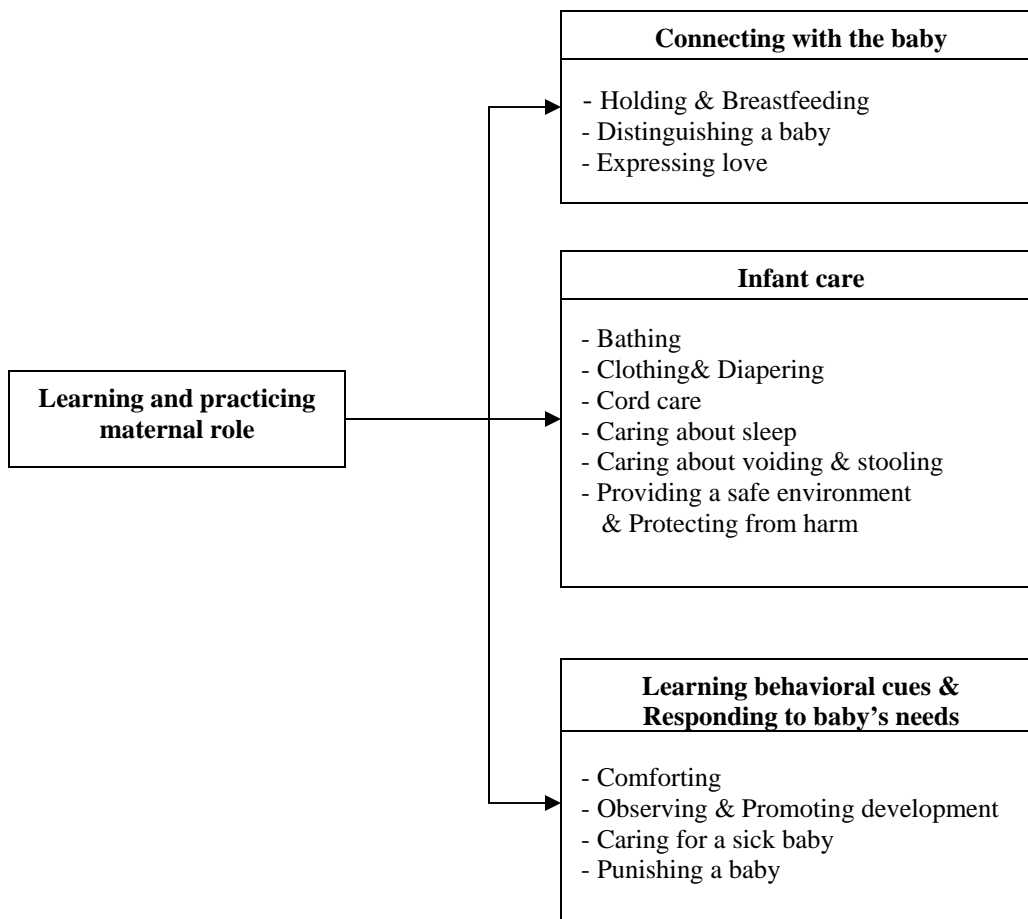 Connecting with the baby
- Holding & Breastfeeding
- Distinguishing a baby
- Expressing love
Infant care
- Bathing
- Clothing& Diapering
- Cord care
- Caring about sleep
- Caring about voiding & stooling
- Providing a safe environment
& Protecting from harm
Learning and practicing
maternal role
Learning behavioral cues &
Responding to baby’s needs
- Comforting
- Observing & Promoting development
- Caring for a sick baby
- Punishing a baby